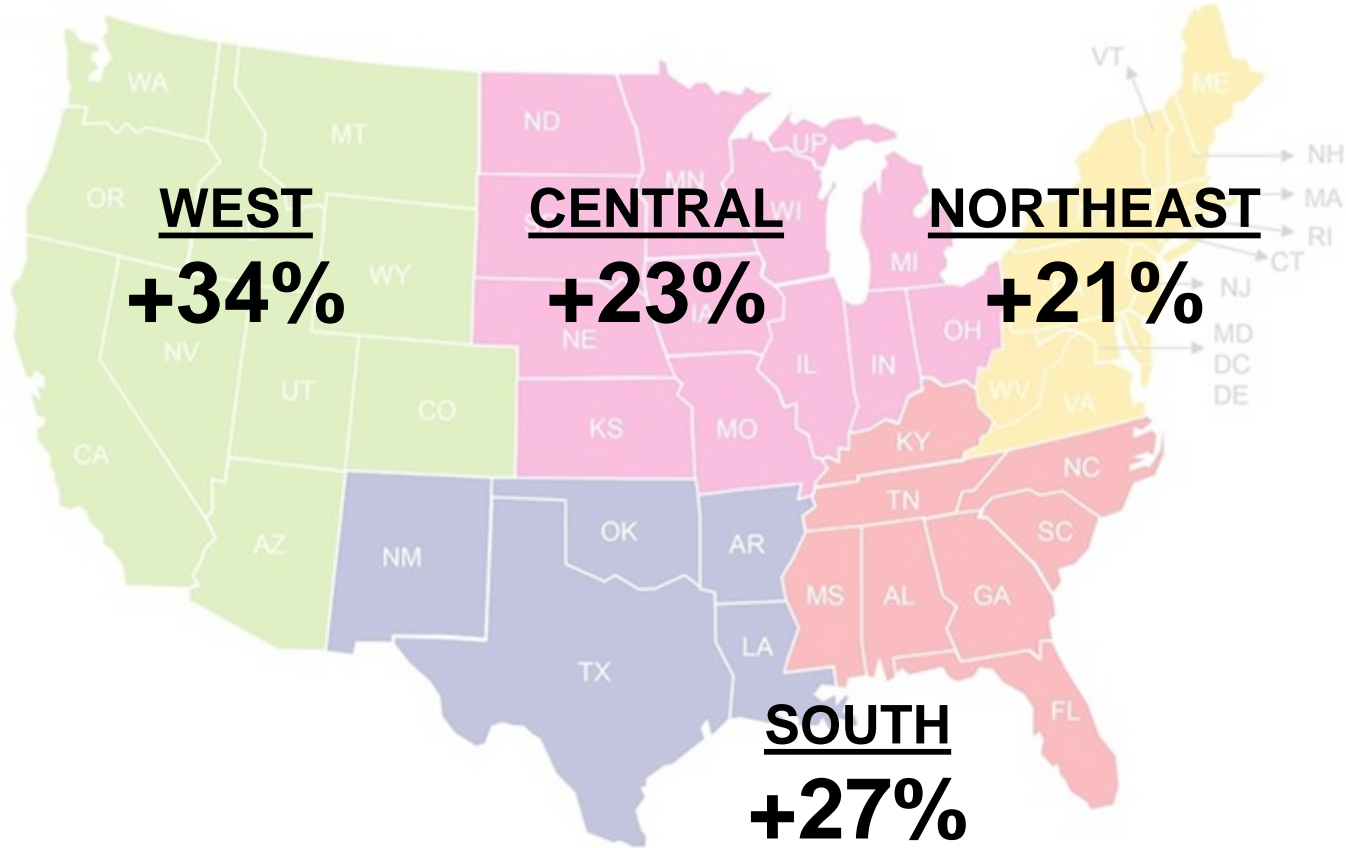 VT
WA
ME
ND
MT
UP
NH
MN
OR
WEST
CENTRAL
WI
NORTHEAST
MA
RI
MI
CT
WY
+34%
+23%
+21%
NJ
IA
NE
OH
MD
NV
IL
IN
DC
UT
WV
VA
DE
CO
KS
MO
KY
CA
NC
TN
OK
SC
AZ
NM
AR
MS
AL
GA
LA
TX
FL
SOUTH
+27%